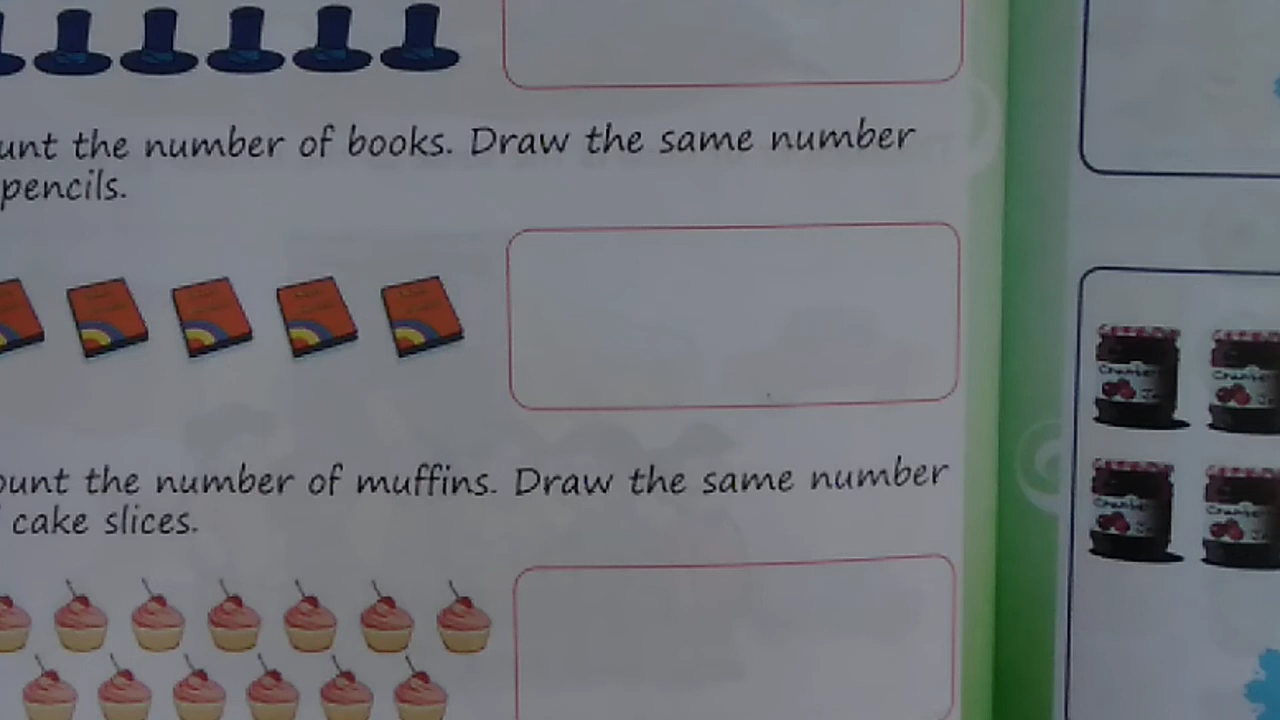 unt the number of books. Draw the same number
pencils.
ount the number of muffins. Draw the same number
cake slices.